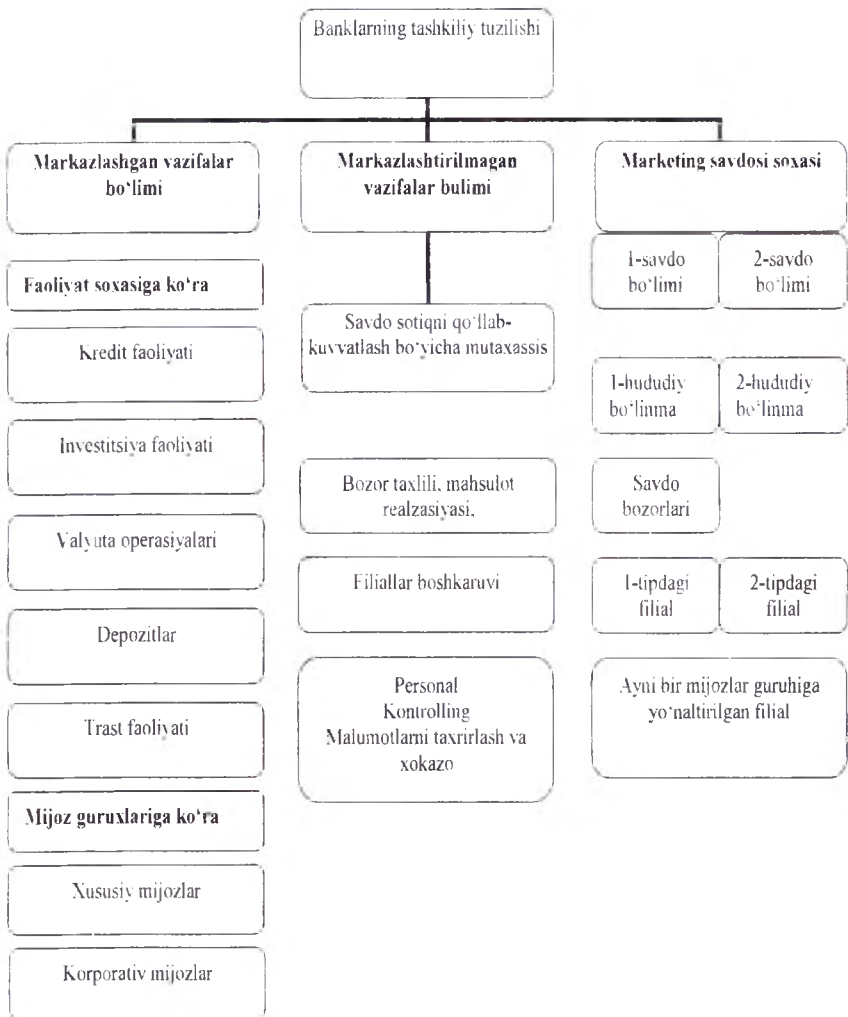 Banklarning tashkiliy tuzilishi
Markazlashgan vazifalar
bo‘limi
Faoliyat soxasiga ko‘ra
Kredit faoliyati
Investitsiya faoliyati
Valyuta operasiyalari
Depozitlar
Trast faoliyati
Mijoz guruxlariga ko‘ra
Xususiy mijozlar
Korporativ mijozlar
Markazlashtirilmagan
vazifalar bulimi
Savdo sotiqni qo‘llab-
kuvvatlash bo‘yicha mutaxassis
Bozor taxlili, mahsulot
realzasiyasi,
Filiallar boshkaruvi
Personal
Kontrolling
Malumotlarni taxrirlash va
xokazo
Marketing savdosi soxasi
1-savdo
bo‘limi
2-savdo
bo‘limi
1-hududiy
bo‘linma
2-hududiy
bo‘linma
Savdo
bozorlari
1-tipdagi
filial
2-tipdagi
filial
Ayni bir mijozlar guruhiga
yo‘naltirilgan filial